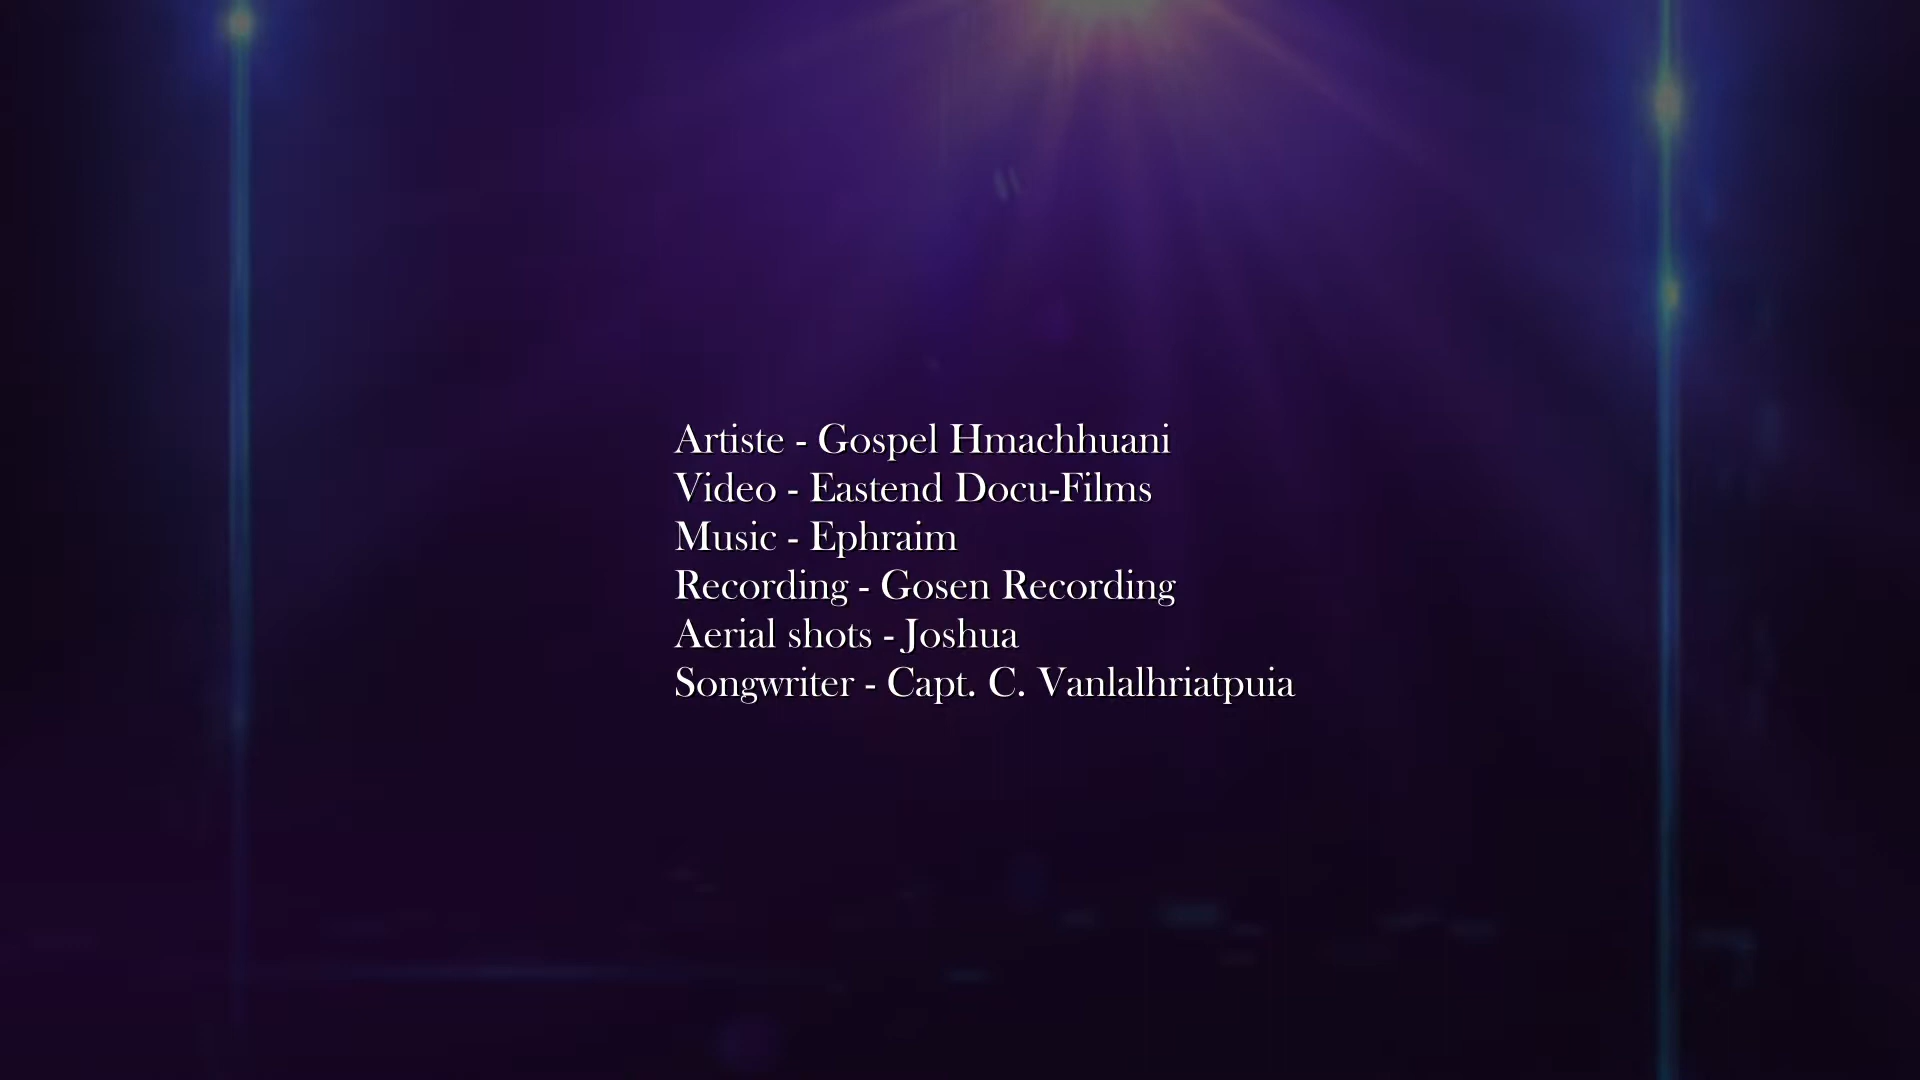 Artiste - Gospel Hmachhuani
Video - Eastend Docu-Films
Music - Ephraim
Recording - Gosen Recording
Aerial shots - Joshua
Songwriter - Capt. C. Vanlalhriatpuia